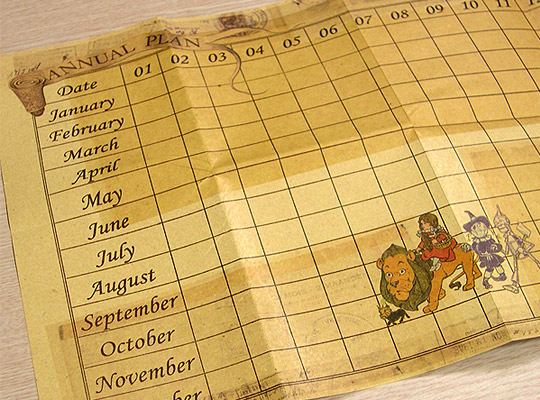 ANNUAL PLAN
Date 01 02 03 04 05 06 07 08 09 10 11
January
February
March
April
May
June
July
August
September
October
November